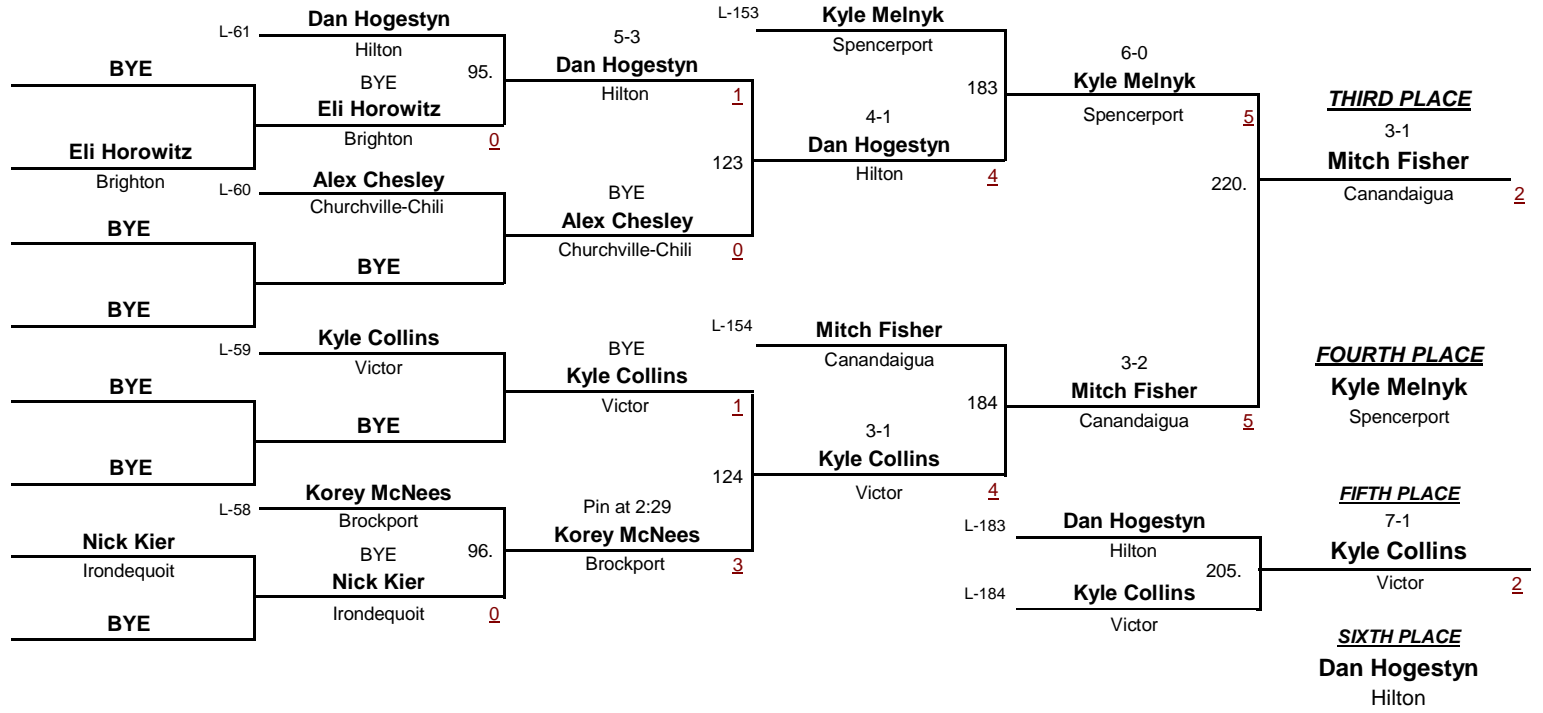 BYE
Eli Horowitz
Brighton
BYE
BYE
BYE
BYE
Nick Kier
Irondequoit
BYE
L-61
Dan Hogestyn
Hilton
BYE
Eli Horowitz
Brighton
0
95.
L-60
Alex Chesley
Churchville-Chili
BYE
L-59
Kyle Collins
Victor
BYE
L-58
Korey McNees
Brockport
BYE
Nick Kier
Irondequoit
0
96.
5-3
Dan Hogestyn
Hilton
1
123
BYE
Alex Chesley
Churchville-Chili
0
BYE
Kyle Collins
Victor
1
124
Pin at 2:29
Korey McNees
Brockport
3
L-153
Kyle Melnyk
Spencerport
183
4-1
Dan Hogestyn
Hilton
4
L-154
Mitch Fisher
Canandaigua
184
3-1
Kyle Collins
Victor
4
6-0
Kyle Melnyk
Spencerport
5
220.
3-2
Mitch Fisher
Canandaigua
5
L-183
Dan Hogestyn
Hilton
205.
L-184
Kyle Collins
Victor
THIRD PLACE
3-1
Mitch Fisher
Canandaigua
2
FOURTH PLACE
Kyle Melnyk
Spencerport
FIFTH PLACE
7-1
Kyle Collins
Victor
2
SIXTH PLACE
Dan Hogestyn
Hilton